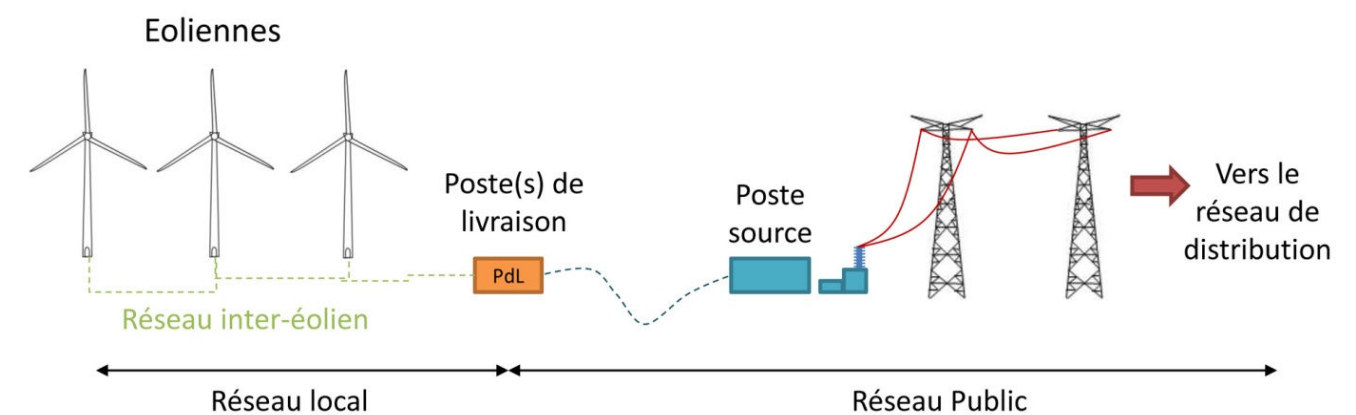 Eoliennes
Poste(s) de
livraison
PdL
Réseau inter-éolien
Poste
source
Vers le
réseau de
distribution
Réseau local
Réseau Public